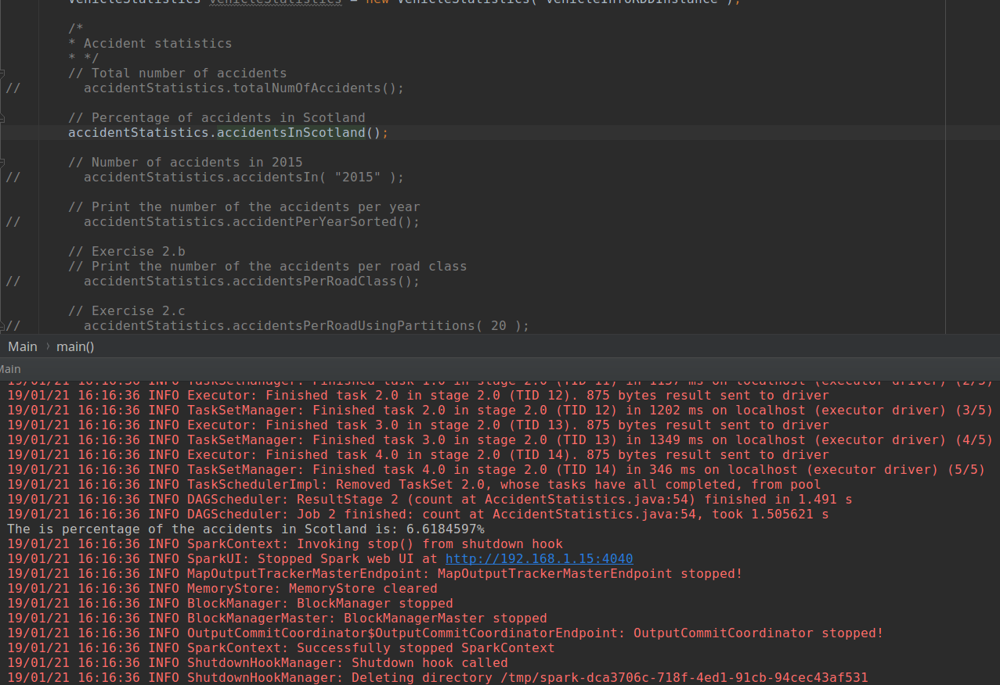 VehicleStatistics vehicleStatistics = new VehicleStatistics( vehicleInfoRDDInstance );
/*
* Accident statistics
* */
// Total number of accidents
// accidentStatistics.totalNumOfAccidents();
// Percentage of accidents in Scotland
accidentStatistics.accidentsInScotland();
// Number of accidents in 2015
// accidentStatistics.accidentsIn( "2015" );
// Print the number of the accidents per year
// accidentStatistics.accidentPerYearSorted();
// Exercise 2.b
// Print the number of the accidents per road class
// accidentStatistics.accidentsPerRoadClass();
// Exercise 2.c
// accidentStatistics.accidentsPerRoadUsingPartitions( 20 );
Main › main()
Main
19/01/21 16:16:36 INFO TaskSetManager: Finished task 1.0 in stage 2.0 (TID 11) in 1157 ms on localhost (executor driver) (2/5)
19/01/21 16:16:36 INFO Executor: Finished task 2.0 in stage 2.0 (TID 12). 875 bytes result sent to driver
19/01/21 16:16:36 INFO TaskSetManager: Finished task 2.0 in stage 2.0 (TID 12) in 1202 ms on localhost (executor driver) (3/5)
19/01/21 16:16:36 INFO Executor: Finished task 3.0 in stage 2.0 (TID 13). 875 bytes result sent to driver
19/01/21 16:16:36 INFO TaskSetManager: Finished task 3.0 in stage 2.0 (TID 13) in 1349 ms on localhost (executor driver) (4/5)
19/01/21 16:16:36 INFO Executor: Finished task 4.0 in stage 2.0 (TID 14). 875 bytes result sent to driver
19/01/21 16:16:36 INFO TaskSetManager: Finished task 4.0 in stage 2.0 (TID 14) in 346 ms on localhost (executor driver) (5/5)
19/01/21 16:16:36 INFO TaskSchedulerImpl: Removed TaskSet 2.0, whose tasks have all completed, from pool
19/01/21 16:16:36 INFO DAGScheduler: ResultStage 2 (count at AccidentStatistics.java:54) finished in 1.491 s
19/01/21 16:16:36 INFO DAGScheduler: Job 2 finished: count at AccidentStatistics.java:54, took 1.505621 s
The is percentage of the accidents in Scotland is: 6.6184597%
19/01/21 16:16:36 INFO SparkContext: Invoking stop() from shutdown hook
19/01/21 16:16:36 INFO SparkUI: Stopped Spark web UI at http://192.168.1.15:4040
19/01/21 16:16:36 INFO MapOutputTrackerMasterEndpoint: MapOutputTrackerMasterEndpoint stopped!
19/01/21 16:16:36 INFO MemoryStore: MemoryStore cleared
19/01/21 16:16:36 INFO BlockManager: BlockManager stopped
19/01/21 16:16:36 INFO BlockManagerMaster: BlockManagerMaster stopped
19/01/21 16:16:36 INFO OutputCommitCoordinator$OutputCommitCoordinatorEndpoint: OutputCommitCoordinator stopped!
19/01/21 16:16:36 INFO SparkContext: Successfully stopped SparkContext
19/01/21 16:16:36 INFO ShutdownHookManager: Shutdown hook called
19/01/21 16:16:36 INFO ShutdownHookManager: Deleting directory /tmp/spark-dca3706c-718f-4ed1-91cb-94cec43af531